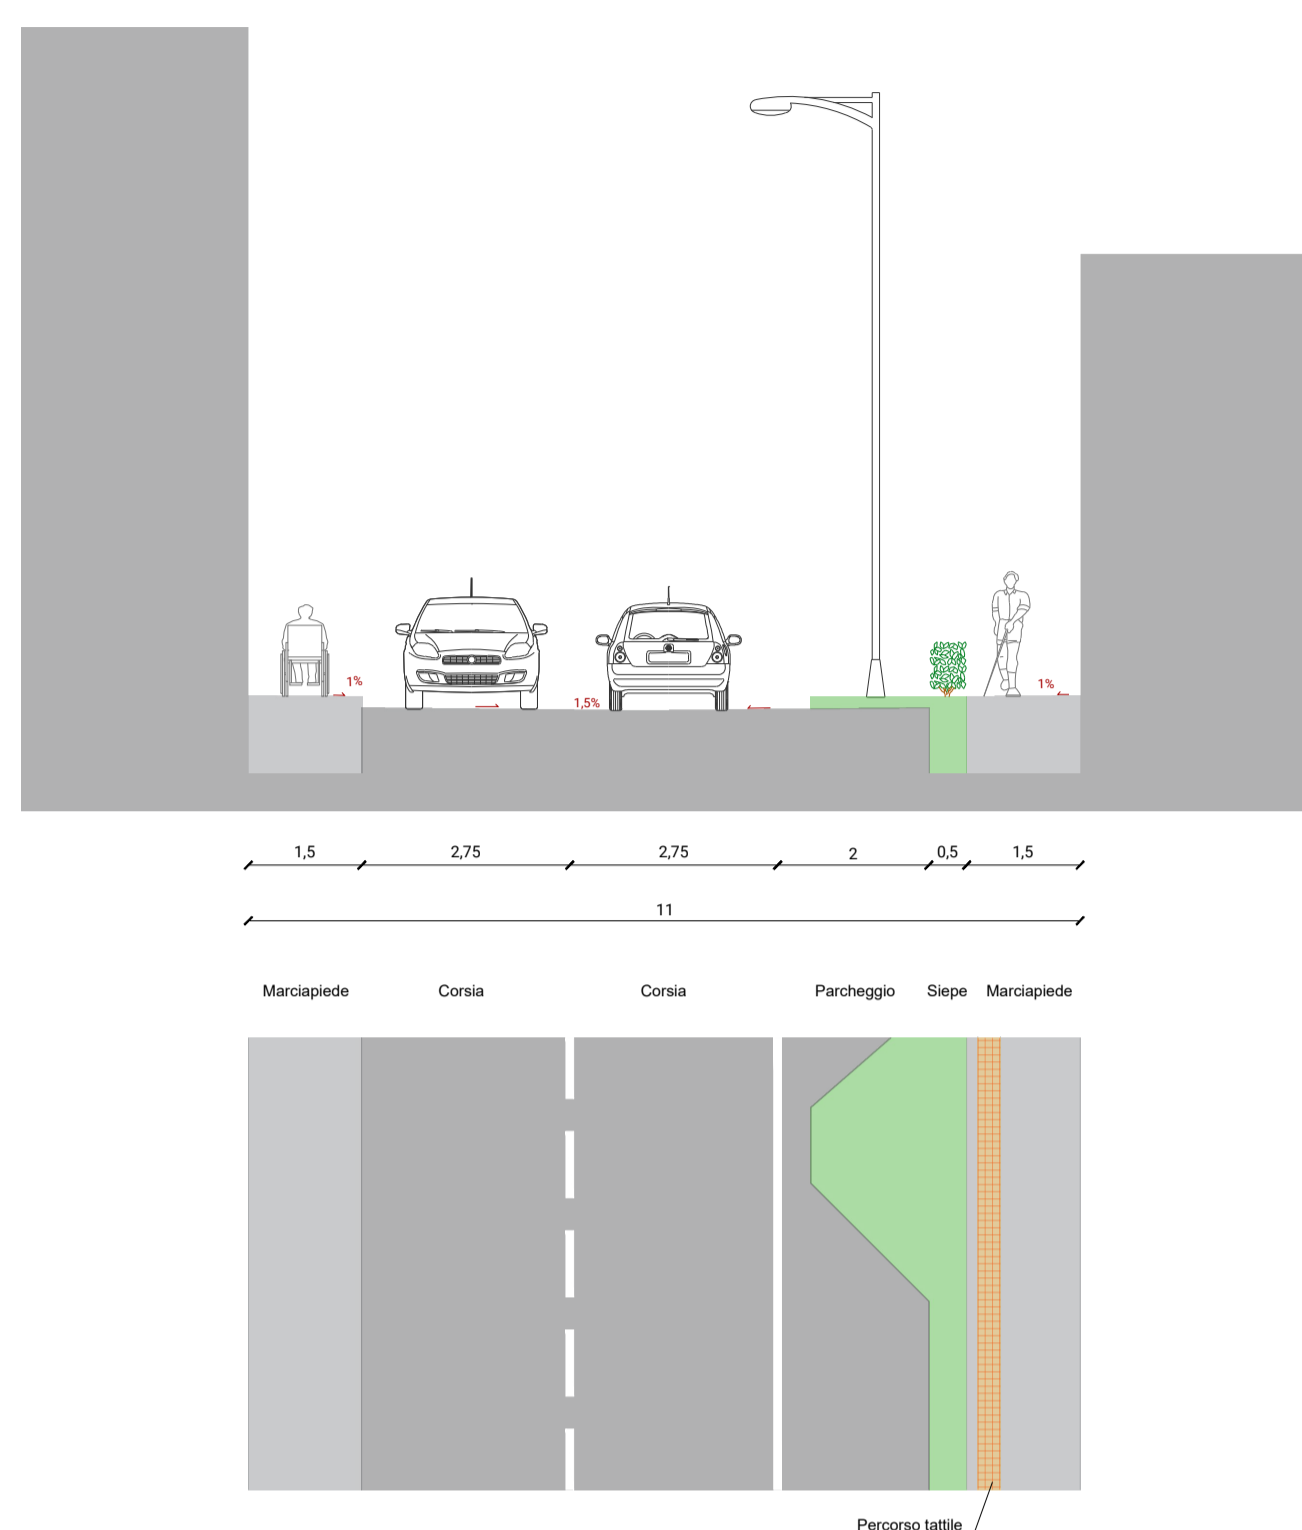 1%
1%
1,5%
1,5
2,75
2,75
2
0,5
1,5
11
Marciapiede
Corsia
Corsia
Parcheggio
Siepe
Marciapiede
Percorso tattile